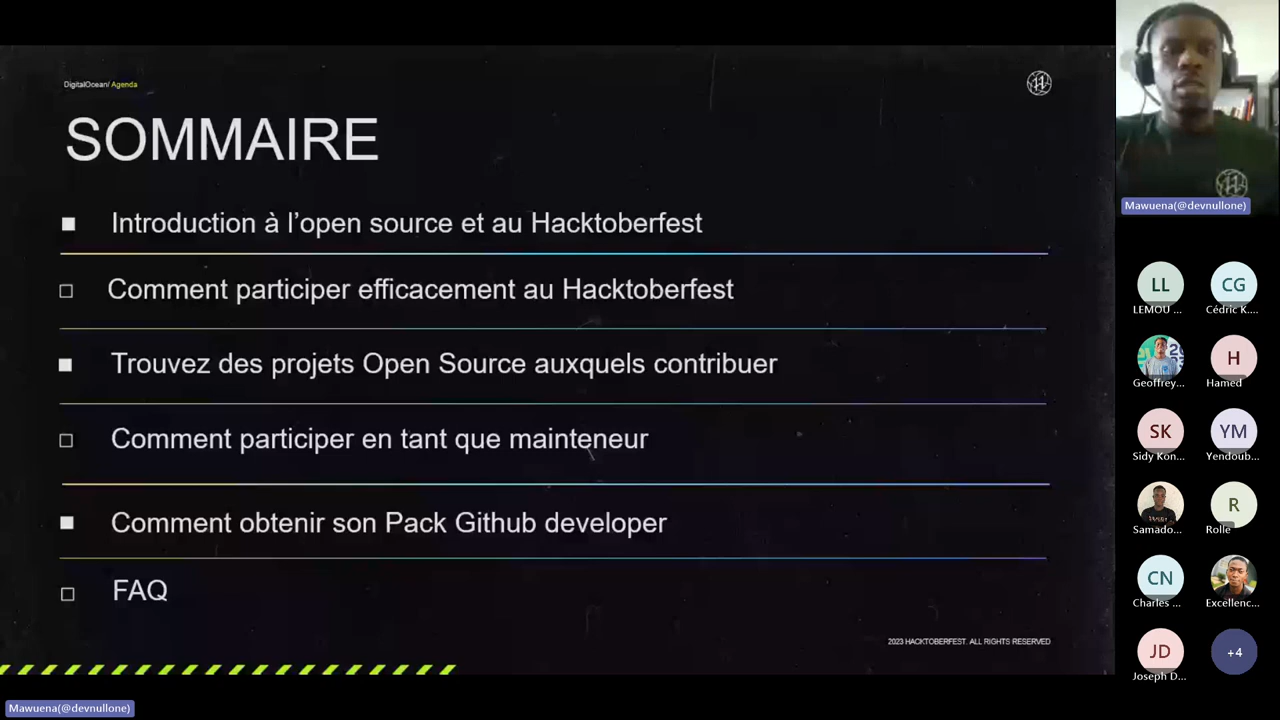 DigitalOcean/ Agenda
SOMMAIRE
Introduction à l’open source et au Hacktoberfest
Comment participer efficacement au Hacktoberfest
Trouvez des projets Open Source auxquels contribuer
Comment participer en tant que mainteneur
Comment obtenir son Pack Github developer
FAQ
2023 HACKTOBERFEST. ALL RIGHTS RESERVED
Mawuena(@devnullone)
Mawuena(@devnullone)
LL
CG
LEMOU ...
Cédric K....
H
Geoffrey...
Hamed
SK
YM
Sidy Kon...
Yendoub...
R
Samado...
Rolle
CN
Charles ...
Excellenc...
JD
+4
Joseph D...